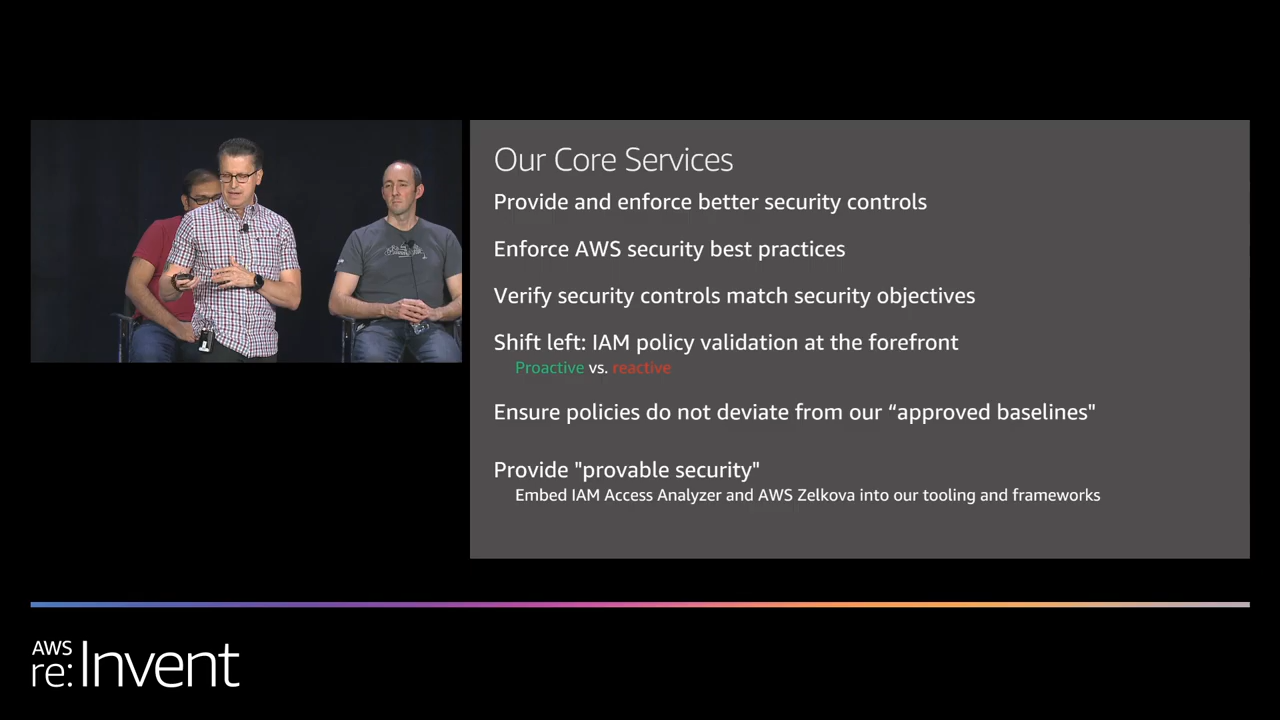 Our Core Services
Provide and enforce better security controls
Enforce AWS security best practices
Verify security controls match security objectives
Shift left: IAM policy validation at the forefront
Proactive vs. reactive
Ensure policies do not deviate from our “approved baselines"
Provide "provable security"
Embed IAM Access Analyzer and AWS Zelkova into our tooling and frameworks
AWS
re:Invent